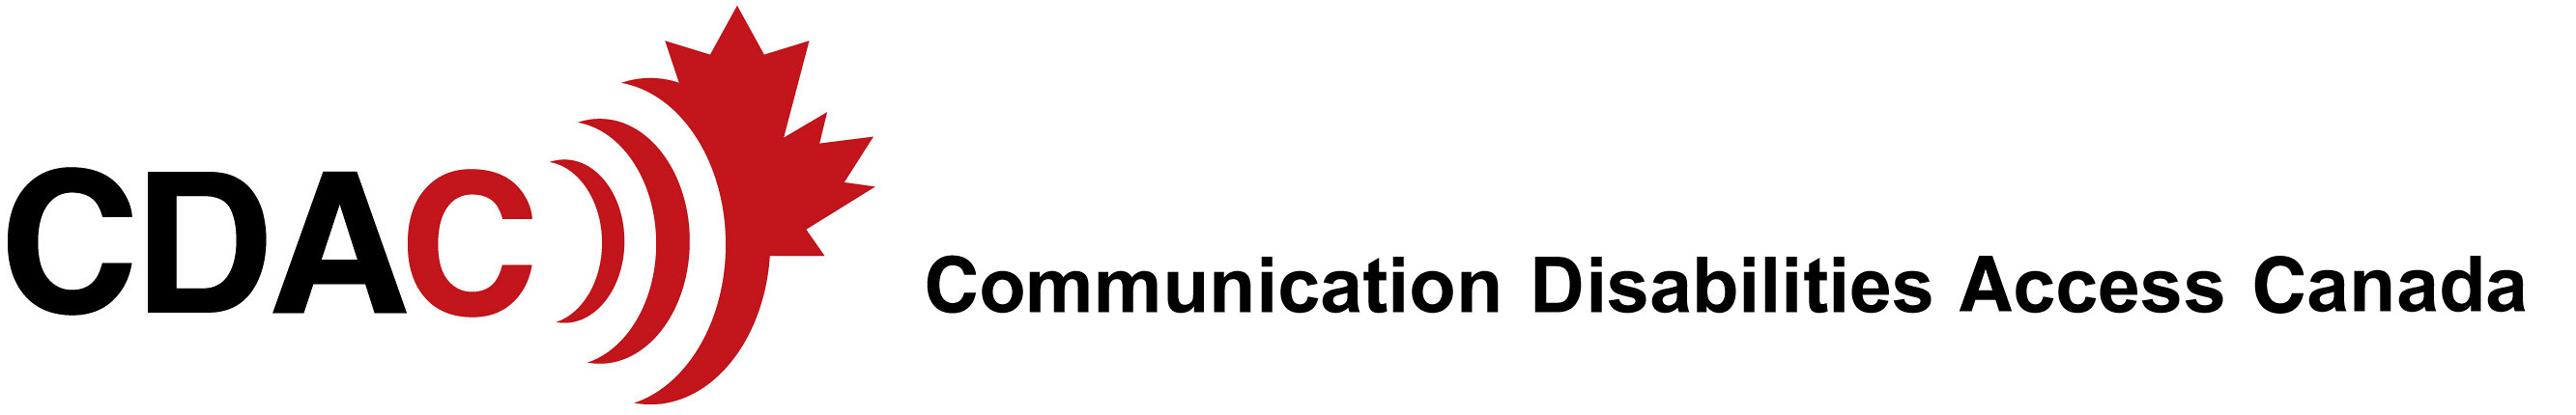 CDAC
Communication Disabilities Access Canada